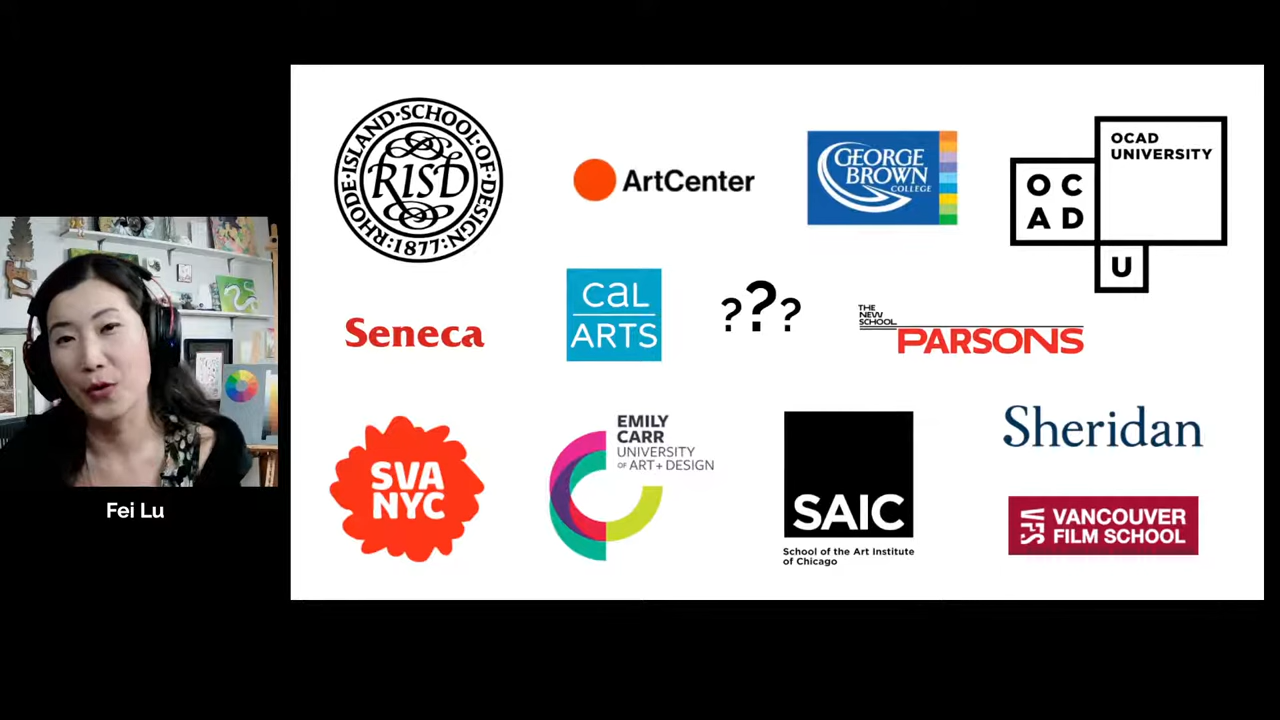 RHODE·ISLAND·SCHOOL·OF·DESIGN·
:1877:
RISD
ArtCenter
GEORGE
BROWN
COLLEGE
OCAD
UNIVERSITY
O C
A D
U
Seneca
CAL
ARTS
???
THE
NEW
SCHOOL
PARSONS
SVA
NYC
EMILY
CARR
UNIVERSITY
OF ART + DESIGN
SAIC
School of the Art Institute
of Chicago
Sheridan
VFS
VANCOUVER
FILM SCHOOL
Fei Lu